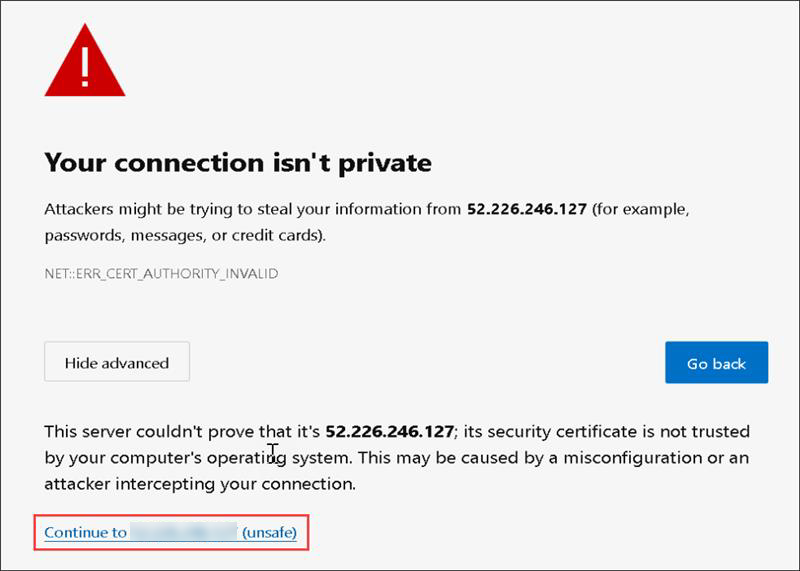 !
Your connection isn't private
Attackers might be trying to steal your information from 52.226.246.127 (for example,
passwords, messages, or credit cards).
NET::ERR_CERT_AUTHORITY_INVALID
Hide advanced
Go back
This server couldn't prove that it's 52.226.246.127; its security certificate is not trusted
by your computer's operating system. This may be caused by a misconfiguration or an
attacker intercepting your connection.
Continue to (unsafe)